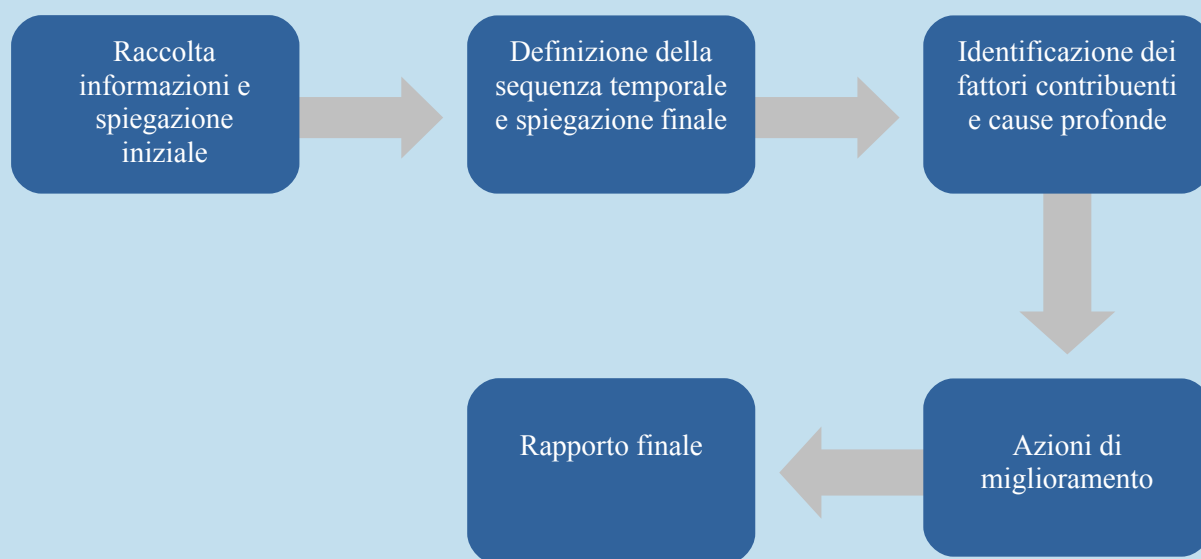 Raccolta
informazioni e
spiegazione
iniziale
Definizione della
sequenza temporale
e spiegazione finale
Identificazione dei
fattori contribuenti
e cause profonde
Azioni di
miglioramento
Rapporto finale